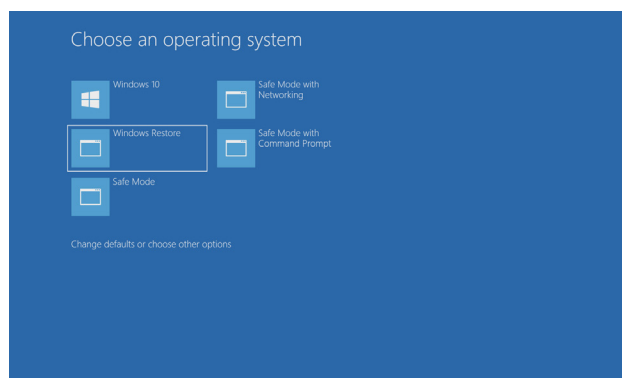 Choose an operating system
Windows 10
Windows Restore
Safe Mode
Safe Mode with
Networking
Safe Mode with
Command Prompt
Change defaults or choose other options